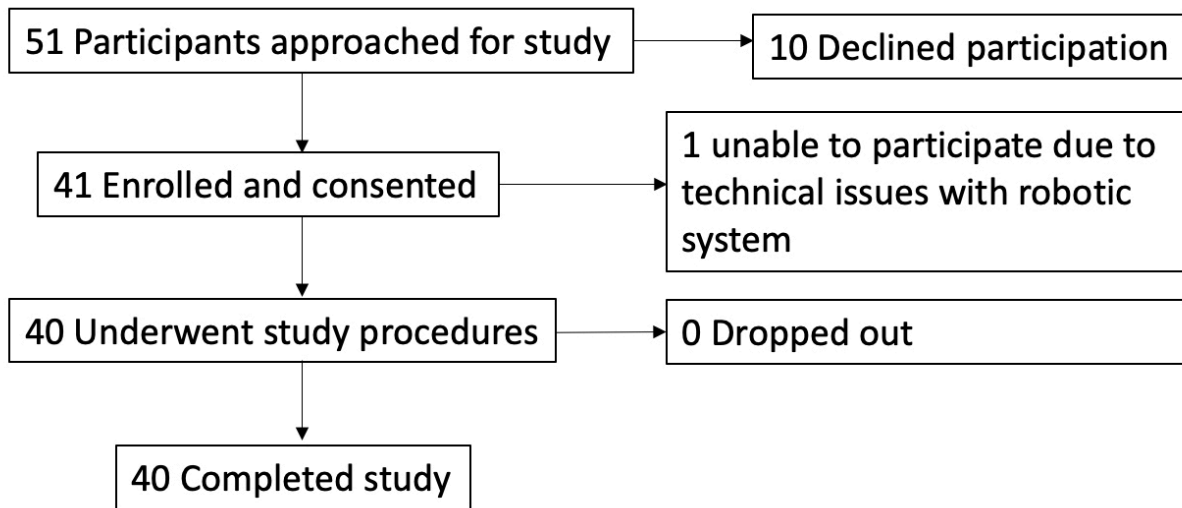 51 Participants approached for study
10 Declined participation
41 Enrolled and consented
1 unable to participate due to
technical issues with robotic
system
40 Underwent study procedures
0 Dropped out
40 Completed study